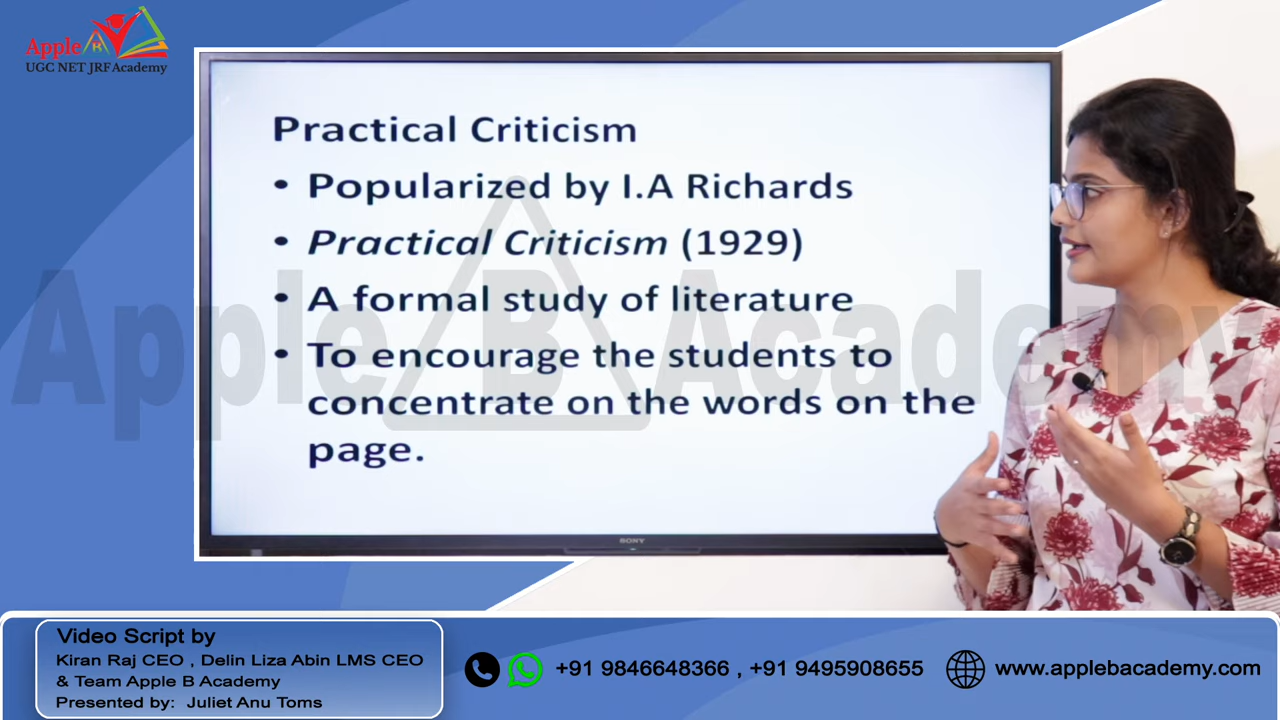 Apple B
UGC NET JRF Academy
Practical Criticism
• Popularized by I.A Richards
• Practical Criticism (1929)
• A formal study of literature
• To encourage the students to
concentrate on the words on the
page.
Apple B Academy
SONY
Video Script by
Kiran Raj CEO , Delin Liza Abin LMS CEO
& Team Apple B Academy
Presented by: Juliet Anu Toms
+91 9846648366 , +91 9495908655
www.applebacademy.com